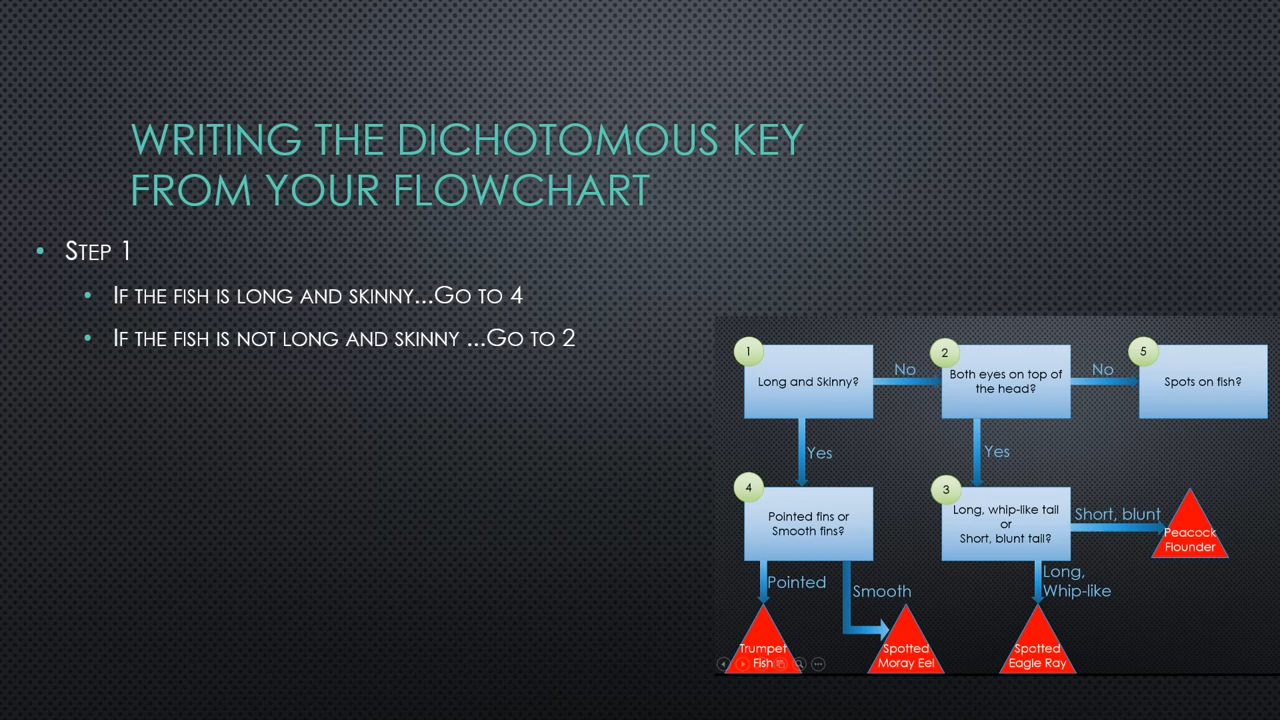 WRITING THE DICHOTOMOUS KEY
FROM YOUR FLOWCHART
• STEP 1
• IF THE FISH IS LONG AND SKINNY...GO TO 4
• IF THE FISH IS NOT LONG AND SKINNY ...GO TO 2
1
Long and Skinny?
No
2
Both eyes on top of
the head?
No
5
Spots on fish?
Yes
Yes
4
Pointed fins or
Smooth fins?
3
Long, whip-like tail
or
Short, blunt tail?
Short, blunt
Peacock
Flounder
Pointed
Smooth
Long,
Whip-like
Trumpet
Fish
Spotted
Moray Eel
Spotted
Eagle Ray